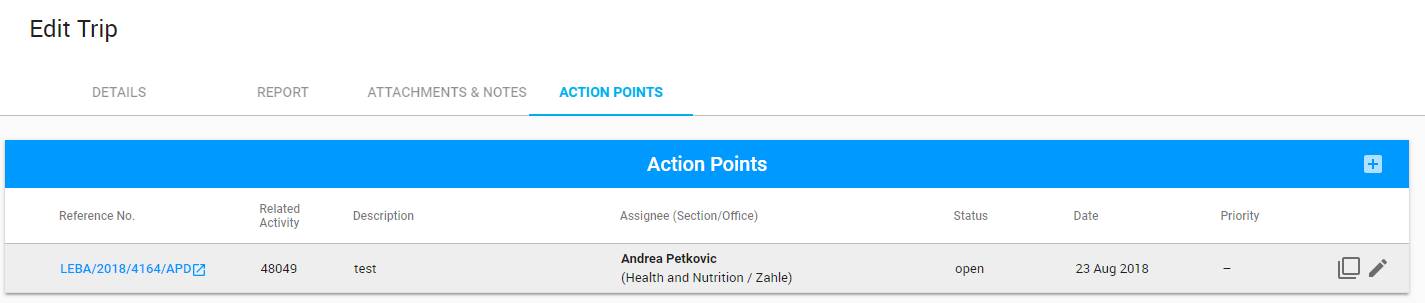 Edit Trip
DETAILS REPORT ATTACHMENTS & NOTES ACTION POINTS
Action Points
Reference No. Related Activity Description Assignee (Section/Office) Status Date Priority
LEBA/2018/4164/APD 48049 test Andrea Petkovic (Health and Nutrition / Zahle) open 23 Aug 2018 –